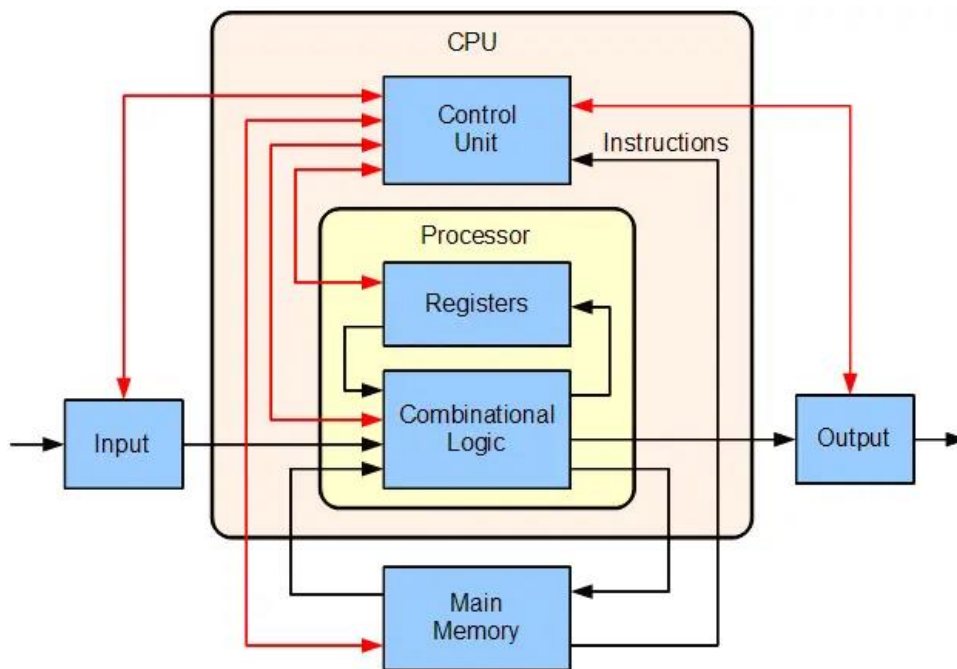 CPU
Control
Unit
Instructions
Processor
Registers
Combinational
Logic
Input
Output
Main
Memory